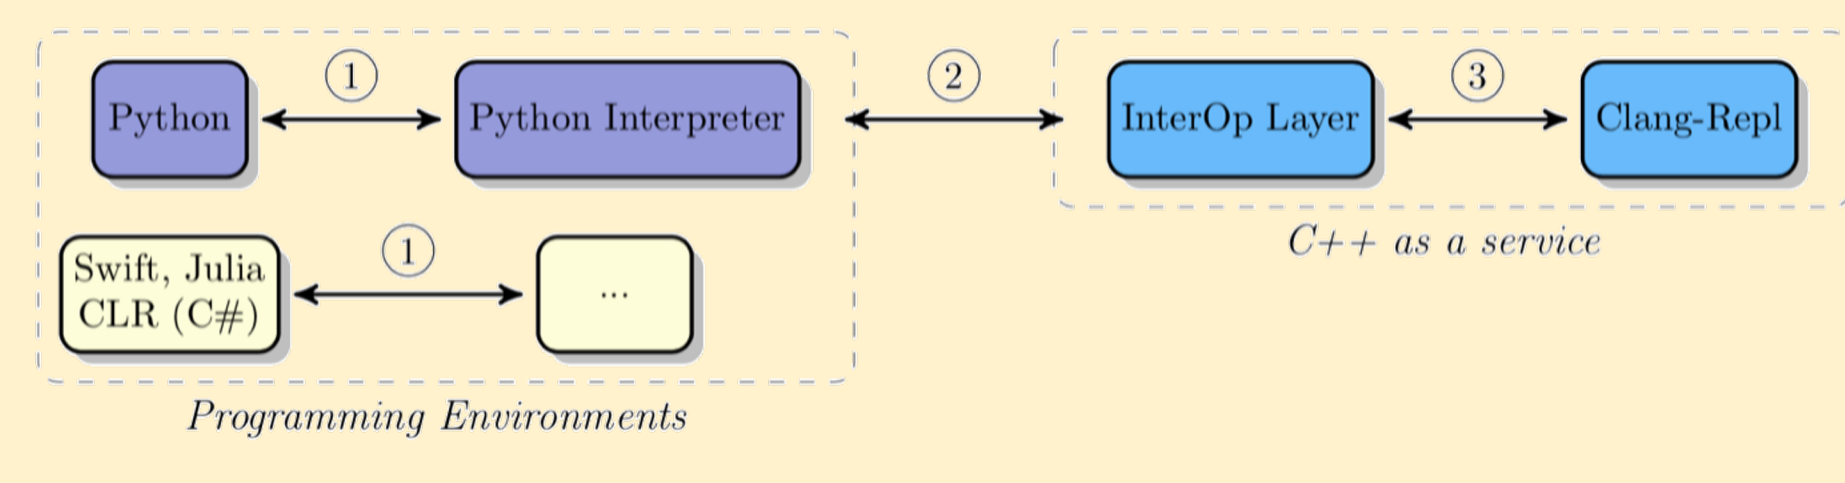 1
2
3
Python
Python Interpreter
InterOp Layer
Clang-Repl
1
Swift, Julia
CLR (C#)
...
C++ as a service
Programming Environments